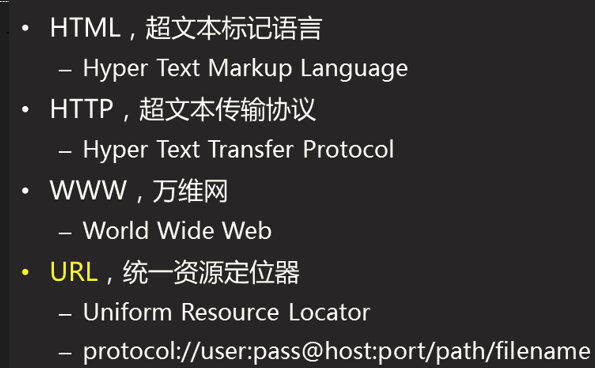 • HTML，超文本标记语言
– Hyper Text Markup Language
• HTTP，超文本传输协议
– Hyper Text Transfer Protocol
• WWW，万维网
– World Wide Web
• URL，统一资源定位器
– Uniform Resource Locator
– protocol://user:pass@host:port/path/filename